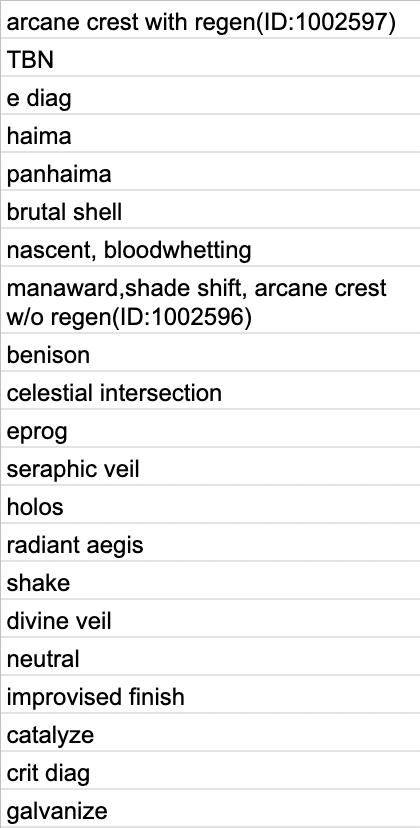 arcane crest with regen(ID:1002597)
TBN
e diag
haima
panhaima
brutal shell
nascent, bloodwhetting
manaward,shade shift, arcane crest
w/o regen(ID:1002596)
benison
celestial intersection
eprog
seraphic veil
holos
radiant aegis
shake
divine veil
neutral
improvised finish
catalyze
crit diag
galvanize